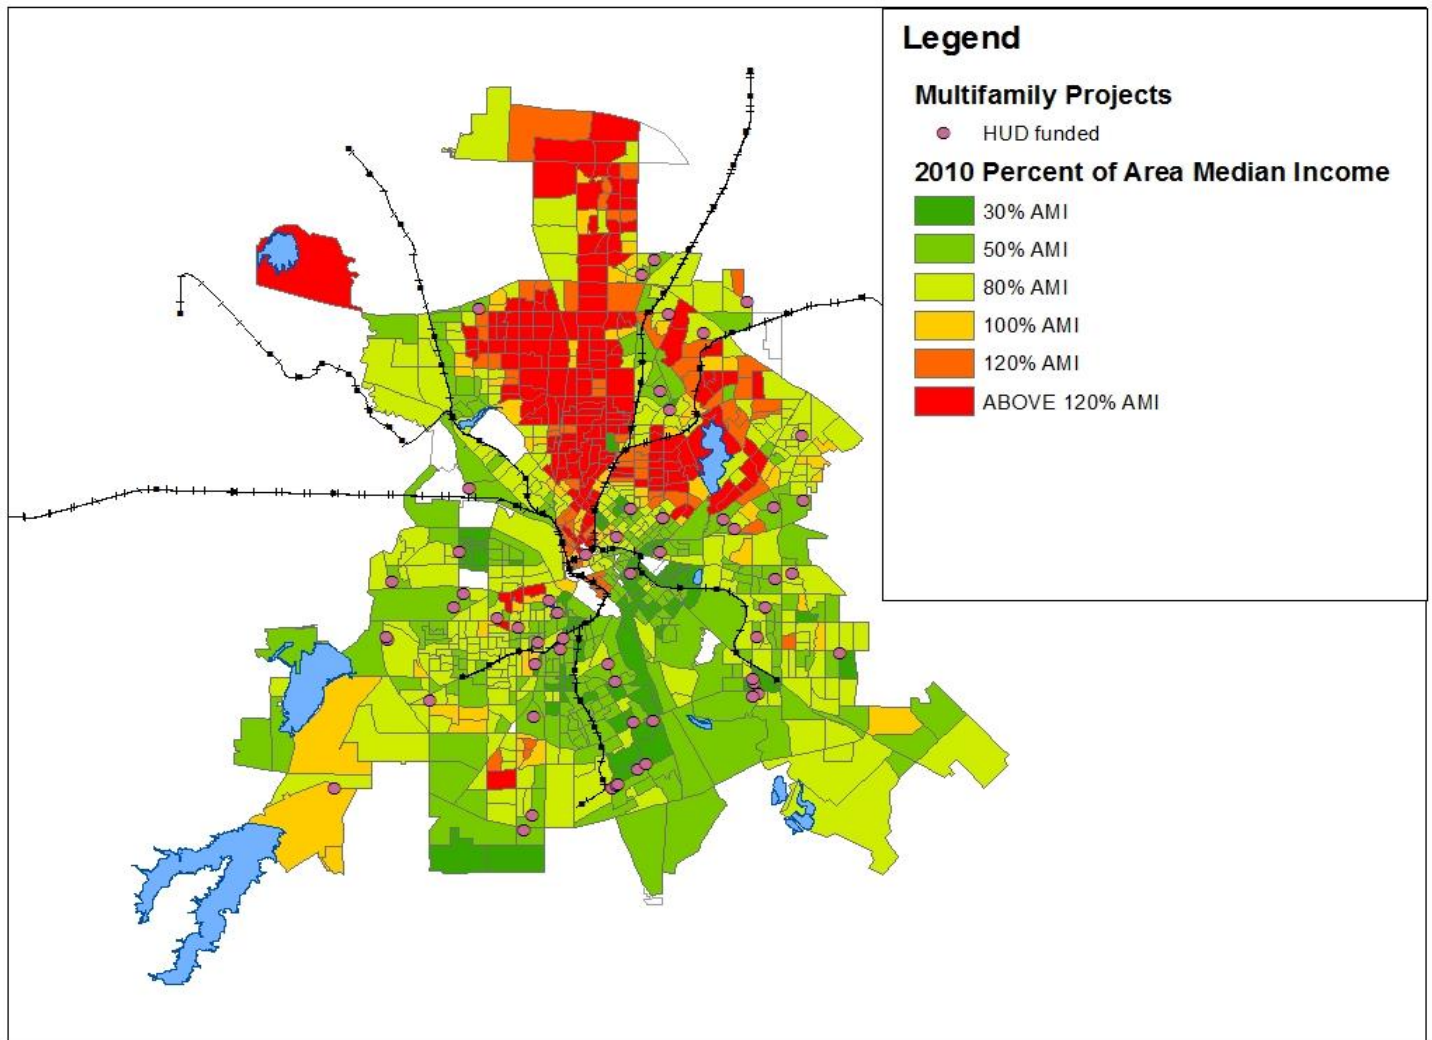 Legend
Multifamily Projects
HUD funded
2010 Percent of Area Median Income
30% AMI
50% AMI
80% AMI
100% AMI
120% AMI
ABOVE 120% AMI